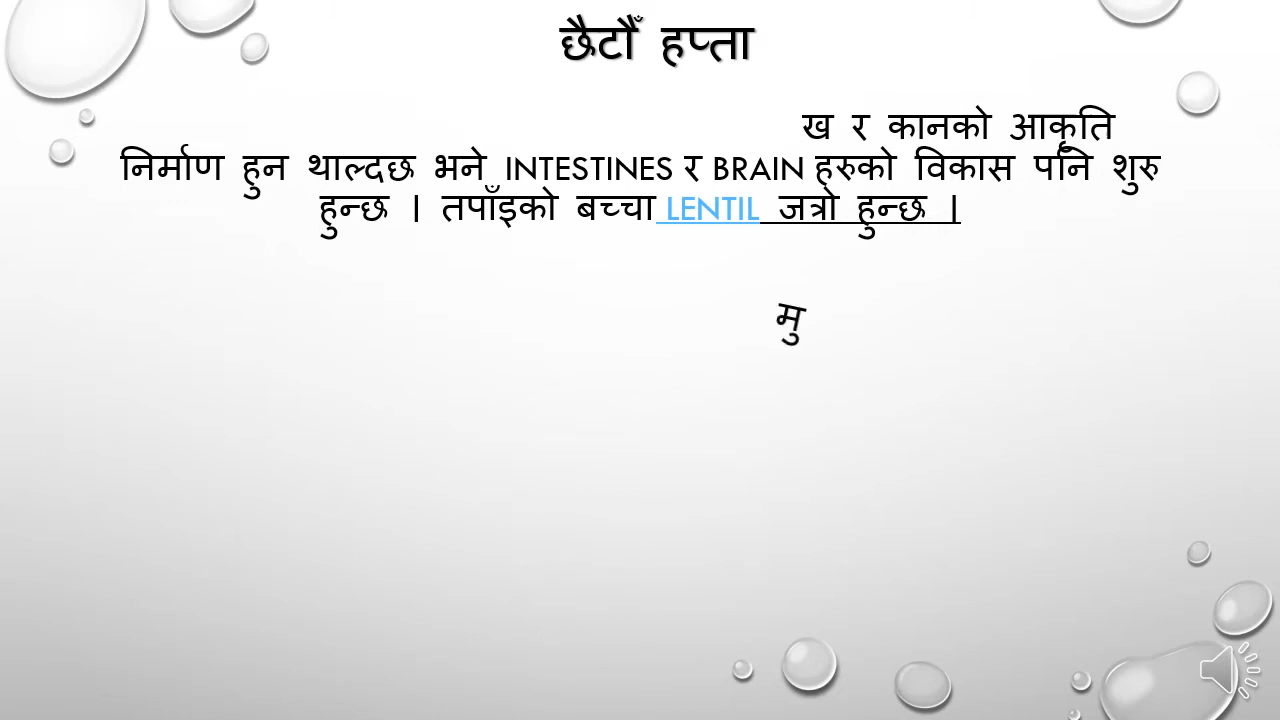 छैटौँ हप्ता
ख र कानको आकृति
निर्माण हुन थाल्दछ भने INTESTINES र BRAIN हरुको विकास पनि शुरु
हुन्छ । तपाँइको बच्चा LENTIL जत्रो हुन्छ ।
मु